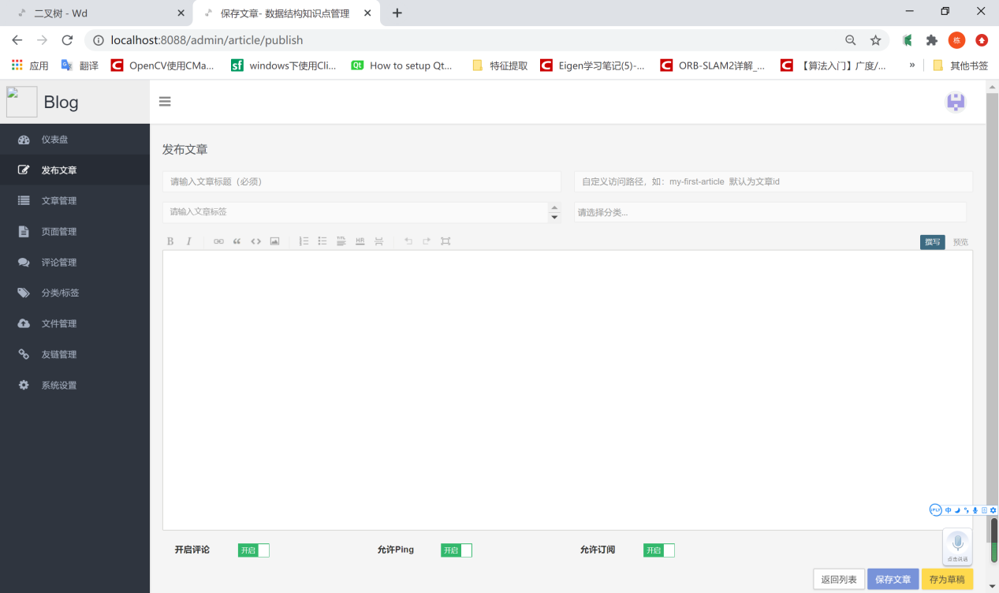 二叉树 - Wd
保存文章- 数据结构知识点管理
localhost:8088/admin/article/publish
栋
应用
翻译
OpenCV使用CMa...
windows下使用Cli...
How to setup Qt...
特征提取
Eigen学习笔记(5)-...
ORB-SLAM2详解_...
【算法入门】广度/...
»
其他书签
Blog
仪表盘
发布文章
文章管理
页面管理
评论管理
分类/标签
文件管理
友链管理
系统设置
发布文章
请输入文章标题（必须）
自定义访问路径，如：my-first-article 默认为文章id
请输入文章标签
请选择分类...
B I
HR
撰写
预览
iFLY
中
点击说话
开启评论
开启
允许Ping
开启
允许订阅
开启
返回列表
保存文章
存为草稿